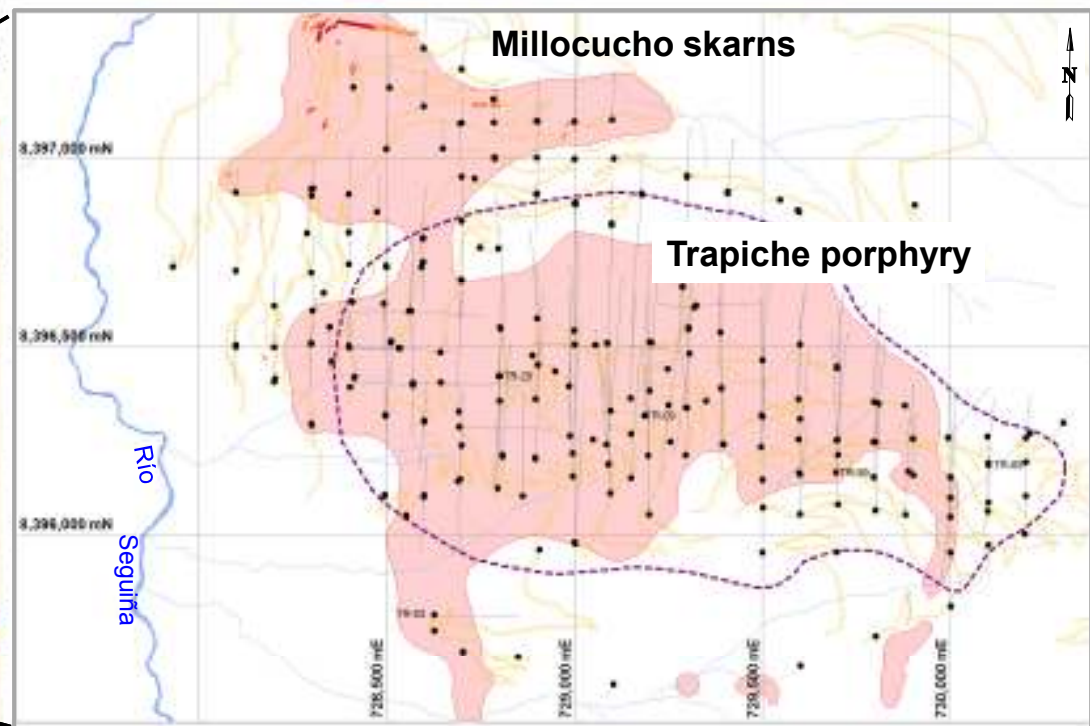 Millocucho skarns
N
8,397,000 mN
Trapiche porphyry
8,396,500 mN
Río
8,396,000 mN
Seguiña
728,500 mE
729,000 mE
729,500 mE
730,000 mE